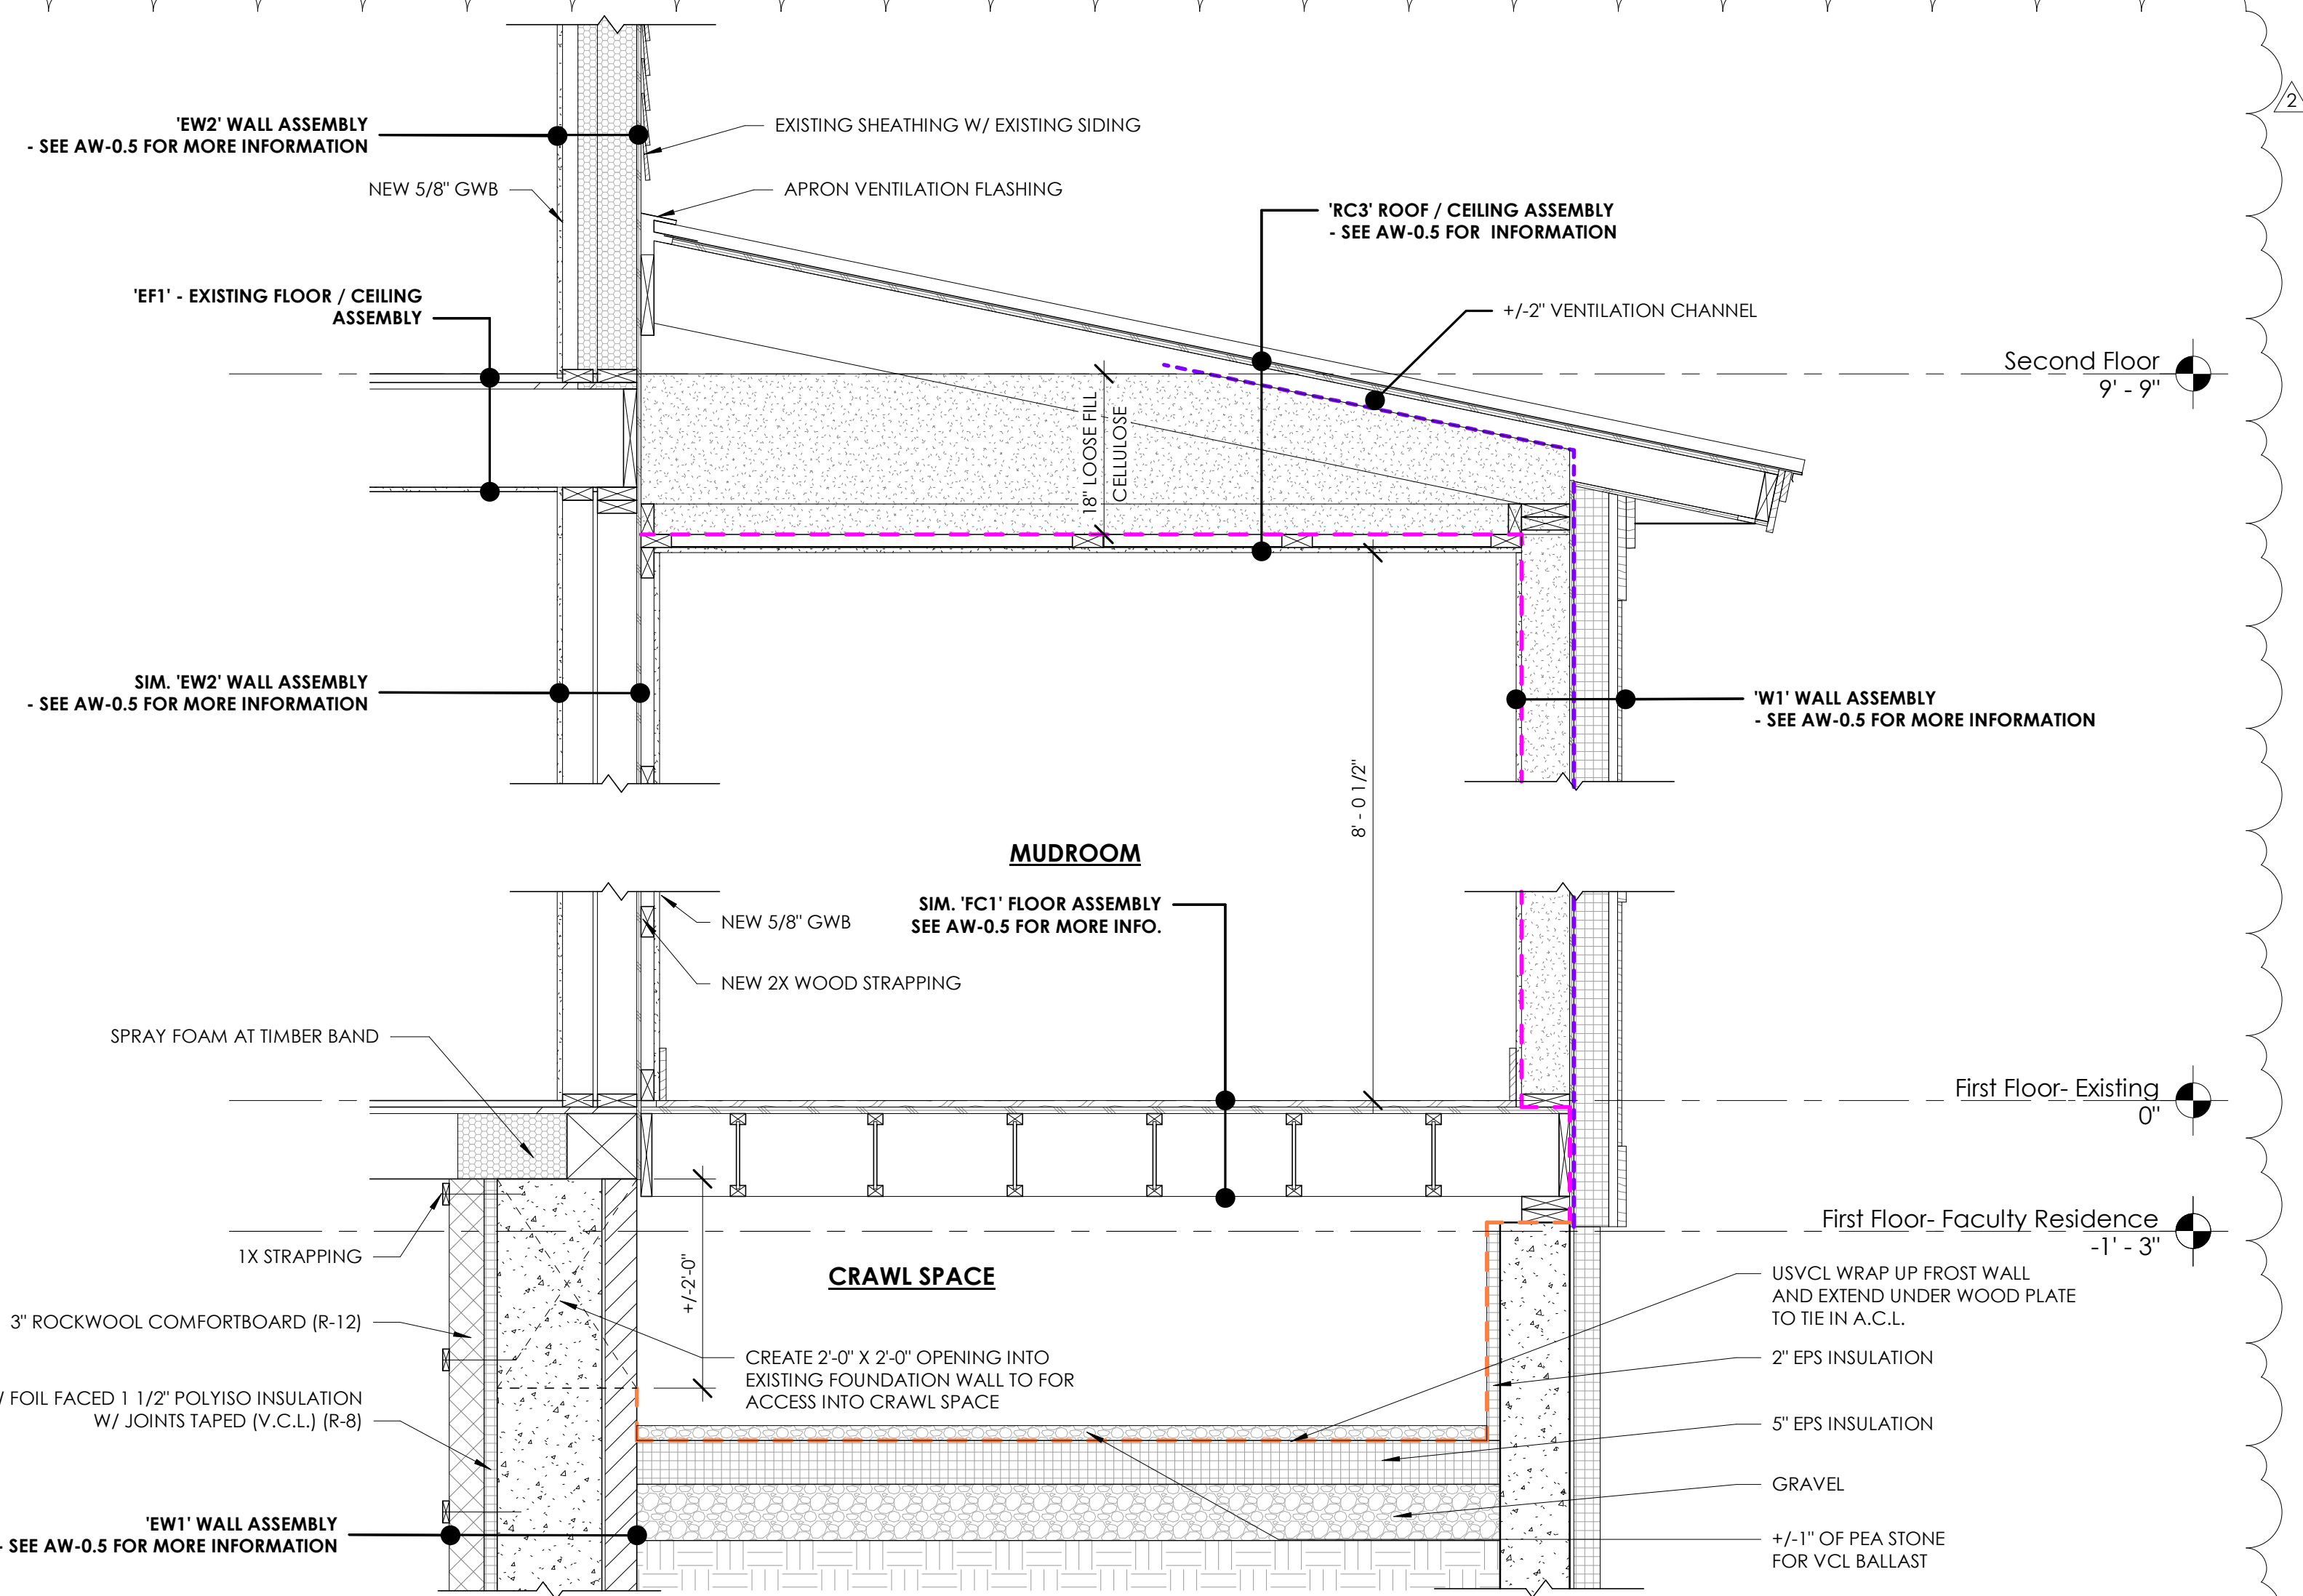 2
'EW2' WALL ASSEMBLY
- SEE AW-0.5 FOR MORE INFORMATION
EXISTING SHEATHING W/ EXISTING SIDING
NEW 5/8" GWB
APRON VENTILATION FLASHING
'RC3' ROOF / CEILING ASSEMBLY
- SEE AW-0.5 FOR INFORMATION
'EF1' - EXISTING FLOOR / CEILING
ASSEMBLY
+/-2" VENTILATION CHANNEL
Second Floor
9' - 9"
18" LOOSE FILL
CELLULOSE
SIM. 'EW2' WALL ASSEMBLY
- SEE AW-0.5 FOR MORE INFORMATION
'W1' WALL ASSEMBLY
- SEE AW-0.5 FOR MORE INFORMATION
8' - 0 1/2"
MUDROOM
SIM. 'FC1' FLOOR ASSEMBLY
SEE AW-0.5 FOR MORE INFO.
NEW 5/8" GWB
NEW 2X WOOD STRAPPING
SPRAY FOAM AT TIMBER BAND
First Floor- Existing
0"
First Floor- Faculty Residence
-1' - 3"
1X STRAPPING
+/-2'-0"
CRAWL SPACE
USVCL WRAP UP FROST WALL
AND EXTEND UNDER WOOD PLATE
TO TIE IN A.C.L.
3" ROCKWOOL COMFORTBOARD (R-12)
CREATE 2'-0" X 2'-0" OPENING INTO
EXISTING FOUNDATION WALL TO FOR
ACCESS INTO CRAWL SPACE
2" EPS INSULATION
FOIL FACED 1 1/2" POLYISO INSULATION
W/ JOINTS TAPED (V.C.L.) (R-8)
5" EPS INSULATION
GRAVEL
'EW1' WALL ASSEMBLY
- SEE AW-0.5 FOR MORE INFORMATION
+/-1" OF PEA STONE
FOR VCL BALLAST